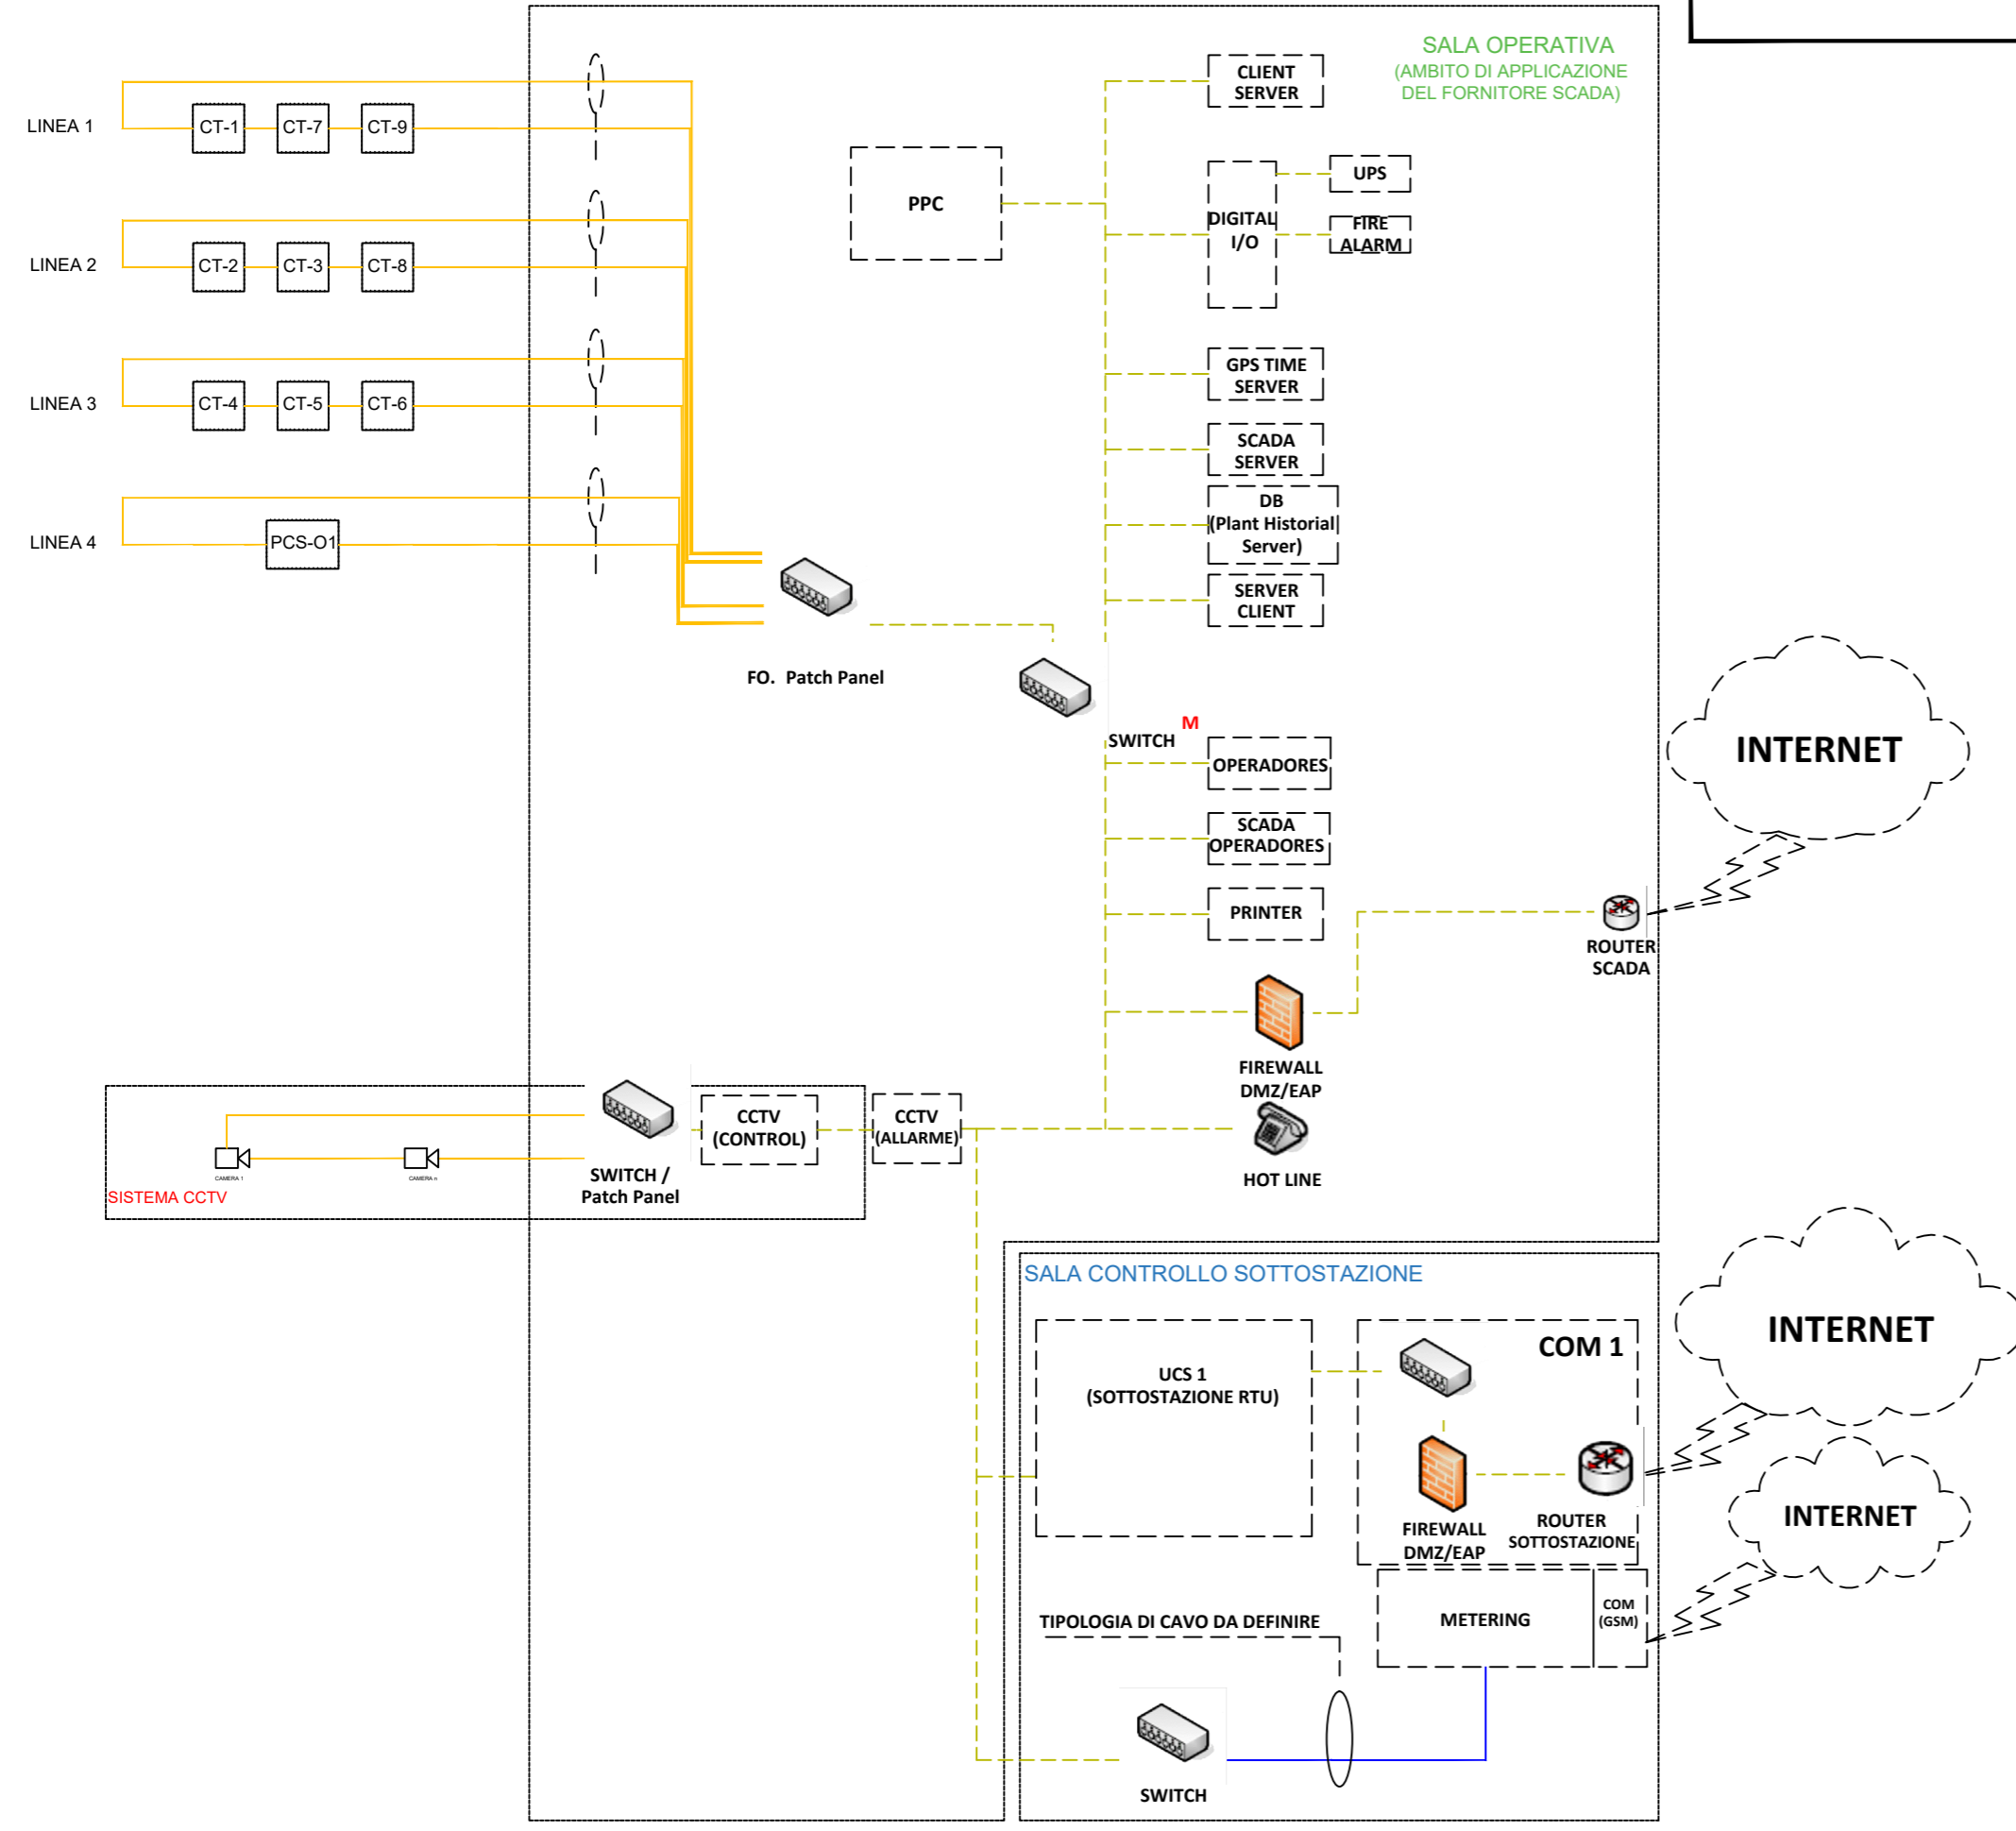 SALA OPERATIVA
(AMBITO DI APPLICAZIONE
DEL FORNITORE SCADA)
LINEA 1
CT-1
CT-7
CT-9
LINEA 2
CT-2
CT-3
CT-8
LINEA 3
CT-4
CT-5
CT-6
LINEA 4
PCS-O1
CLIENT
SERVER
PPC
DIGITAL
I/O
UPS
FIRE
ALARM
GPS TIME
SERVER
SCADA
SERVER
DB
(Plant Historial
Server)
SERVER
CLIENT
FO. Patch Panel
SWITCH
M
OPERADORES
SCADA
OPERADORES
PRINTER
INTERNET
ROUTER
SCADA
FIREWALL
DMZ/EAP
HOT LINE
CCTV
(CONTROL)
CCTV
(ALLARME)
SWITCH /
Patch Panel
CAMERA 1
CAMERA n
SISTEMA CCTV
SALA CONTROLLO SOTTOSTAZIONE
UCS 1
(SOTTOSTAZIONE RTU)
COM 1
FIREWALL
DMZ/EAP
ROUTER
SOTTOSTAZIONE
INTERNET
INTERNET
METERING
COM
(GSM)
TIPOLOGIA DI CAVO DA DEFINIRE
SWITCH